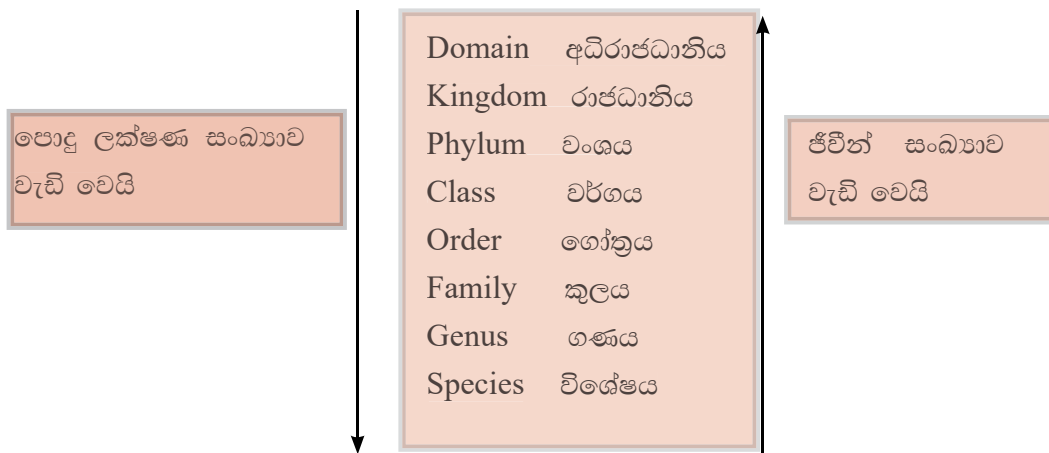 පොදු ලක්ෂණ සංඛ්‍යාව
වැඩි වෙයි
Domain අධිරාජධානිය
Kingdom රාජධානිය
Phylum වංශය
Class වර්ගය
Order ගෝත්‍රය
Family කුලය
Genus ගණය
Species විශේෂය
ජීවීන් සංඛ්‍යාව
වැඩි වෙයි